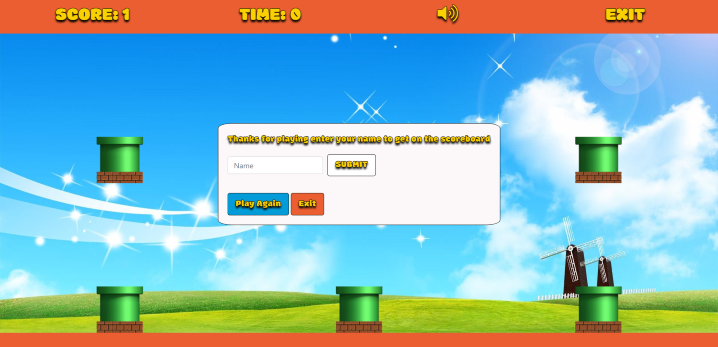 SCORE: 1
TIME: 0
EXIT
Thanks for playing enter your name to get on the scoreboard
Name
SUBMIT
Play Again
Exit